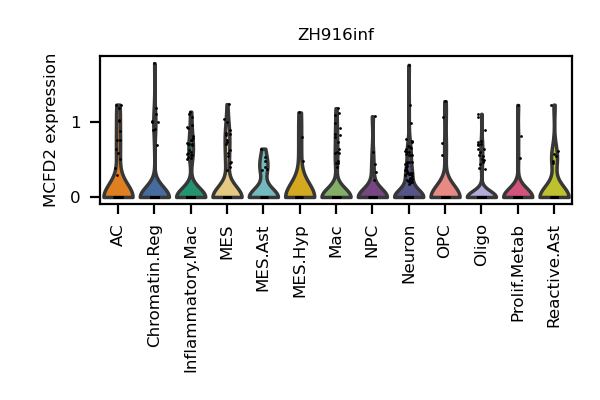 ZH916inf
MCFD2 expression
1
0
AC
Chromatin.Reg
Inflammatory.Mac
MES
MES.Ast
MES.Hyp
Mac
NPC
Neuron
OPC
Oligo
Prolif.Metab
Reactive.Ast